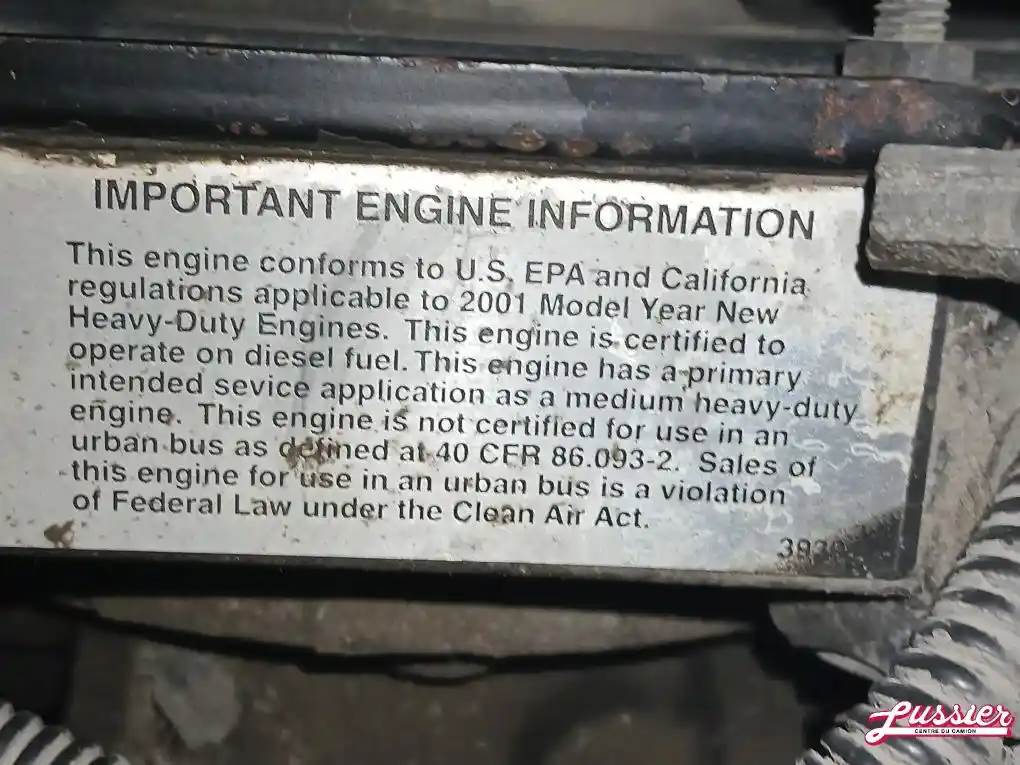 IMPORTANT ENGINE INFORMATION
This engine conforms to U.S. EPA and California
regulations applicable to 2001 Model Year New
Heavy-Duty Engines. This engine is certified to
operate on diesel fuel. This engine has a primary
intended sevice application as a medium heavy-duty
engine. This engine is not certified for use in an
urban bus as defined at 40 CFR 86.093-2. Sales of
this engine for use in an urban bus is a violation
of Federal Law under the Clean Air Act.
Lussier
CENTRE DU CAMION